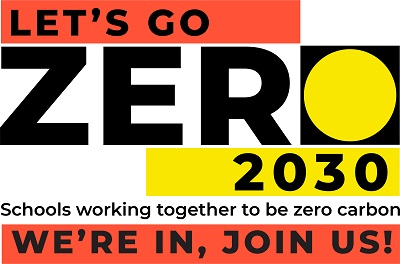 LET'S GO
ZERO
2030
Schools working together to be zero carbon
WE'RE IN, JOIN US!